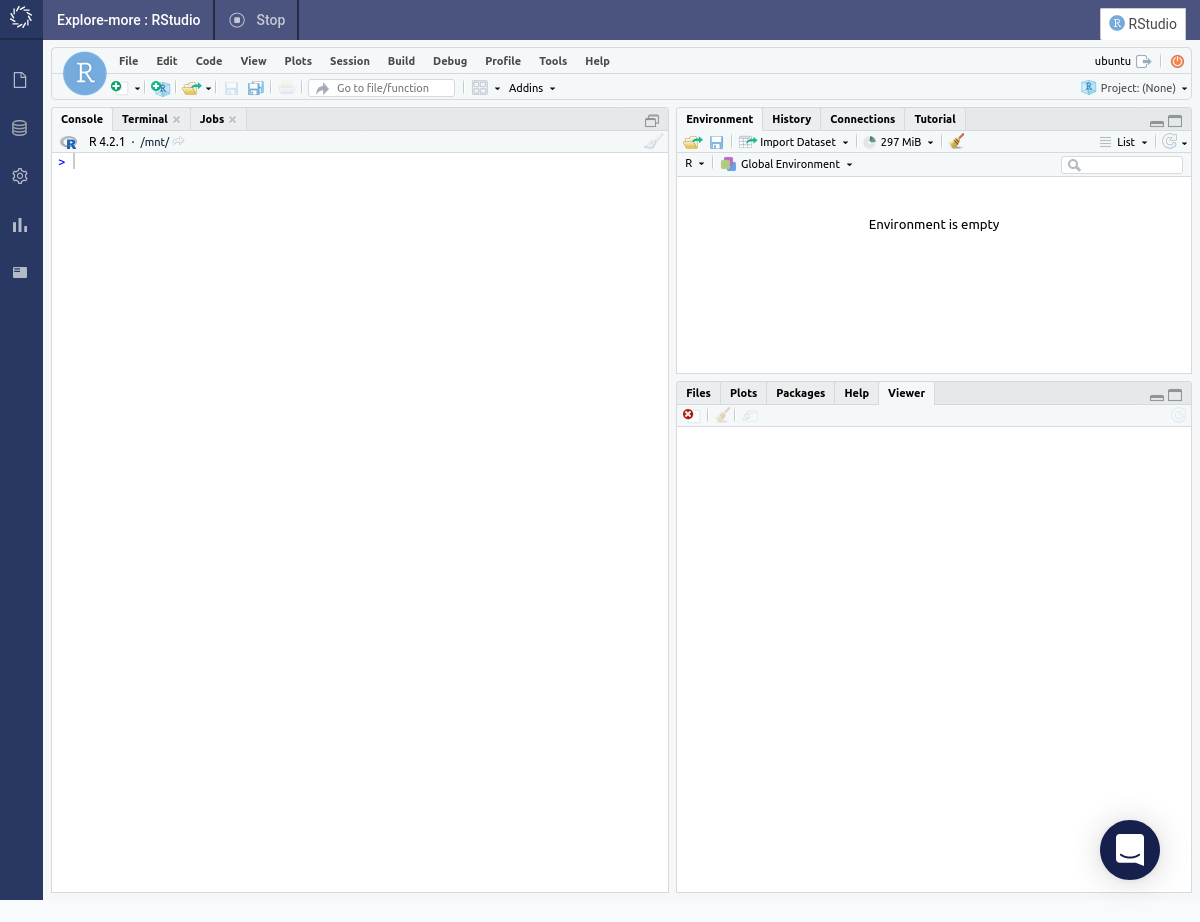 Explore-more : RStudio
Stop
R RStudio
R
File Edit Code View Plots Session Build Debug Profile Tools Help
ubuntu
Go to file/function
Addins
Project: (None)
Console Terminal Jobs
R 4.2.1 · /mnt/
>
Environment History Connections Tutorial
Import Dataset
297 MiB
List
R
Global Environment
Environment is empty
Files Plots Packages Help Viewer